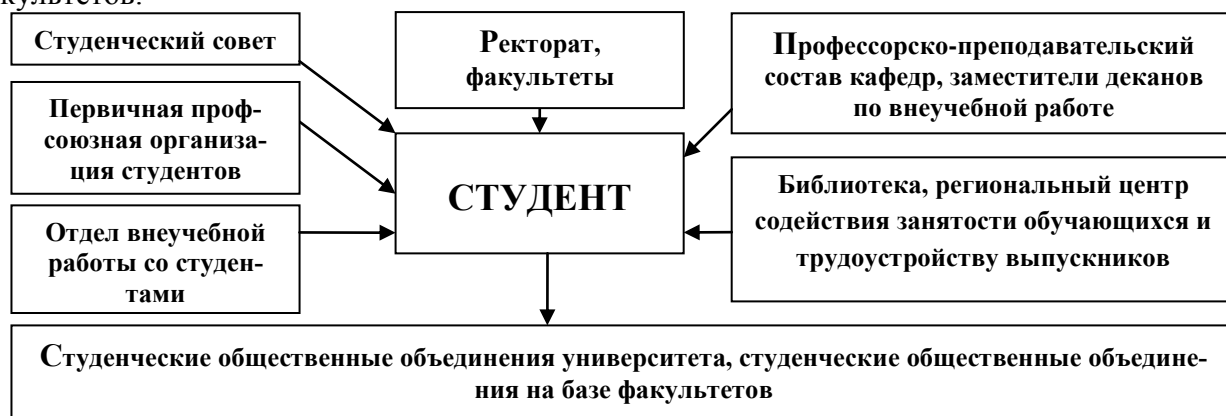 культетов.
Студенческий совет
Ректорат,
факультеты
Профессорско-преподавательский
состав кафедр, заместители деканов
по внеучебной работе
Первичная проф-
союзная организа-
ция студентов
СТУДЕНТ
Библиотека, региональный центр
содействия занятости обучающихся и
трудоустройству выпускников
Отдел внеучебной
работы со студен-
тами
Студенческие общественные объединения университета, студенческие общественные объедине-
ния на базе факультетов